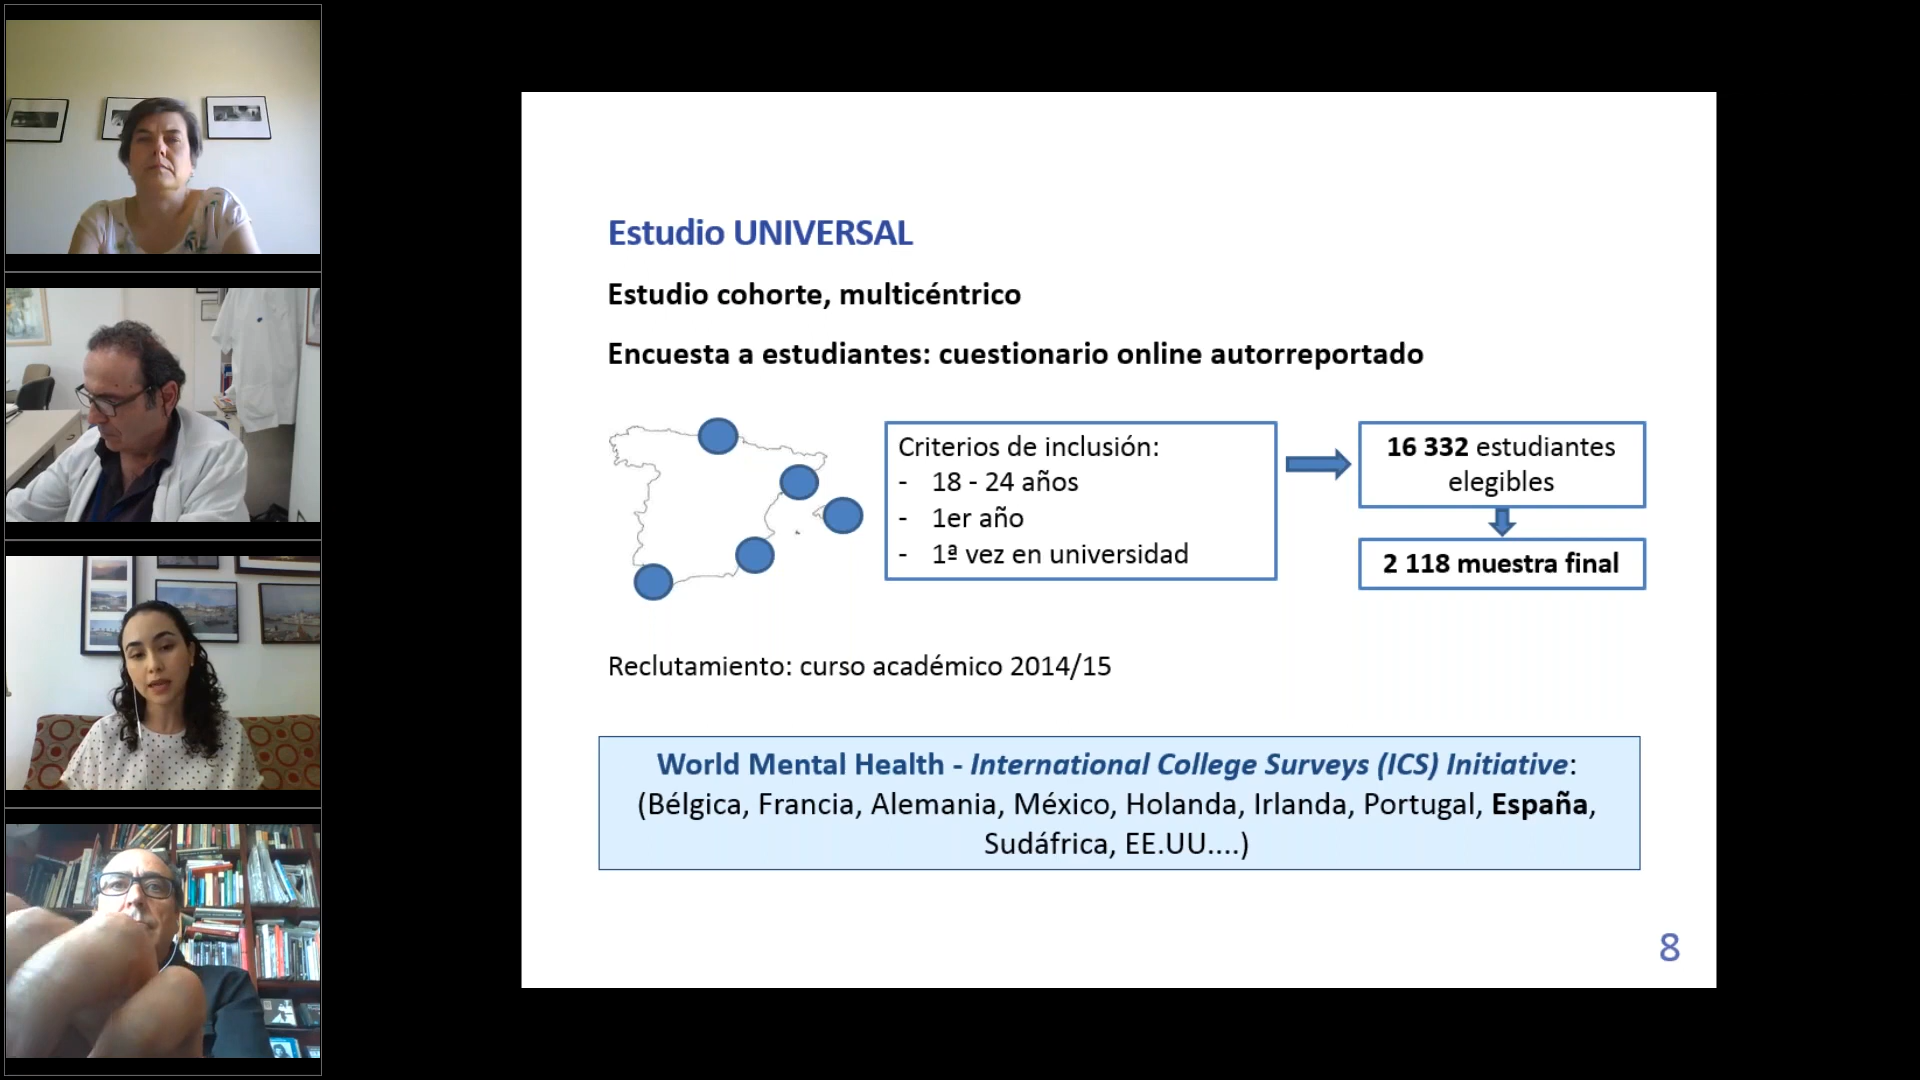 Estudio UNIVERSAL
Estudio cohorte, multicéntrico
Encuesta a estudiantes: cuestionario online autorreportado
Criterios de inclusión:
- 18 - 24 años
- 1er año
- 1ª vez en universidad
16 332 estudiantes
elegibles
2 118 muestra final
Reclutamiento: curso académico 2014/15
World Mental Health - International College Surveys (ICS) Initiative:
(Bélgica, Francia, Alemania, México, Holanda, Irlanda, Portugal, España,
Sudáfrica, EE.UU....)
8